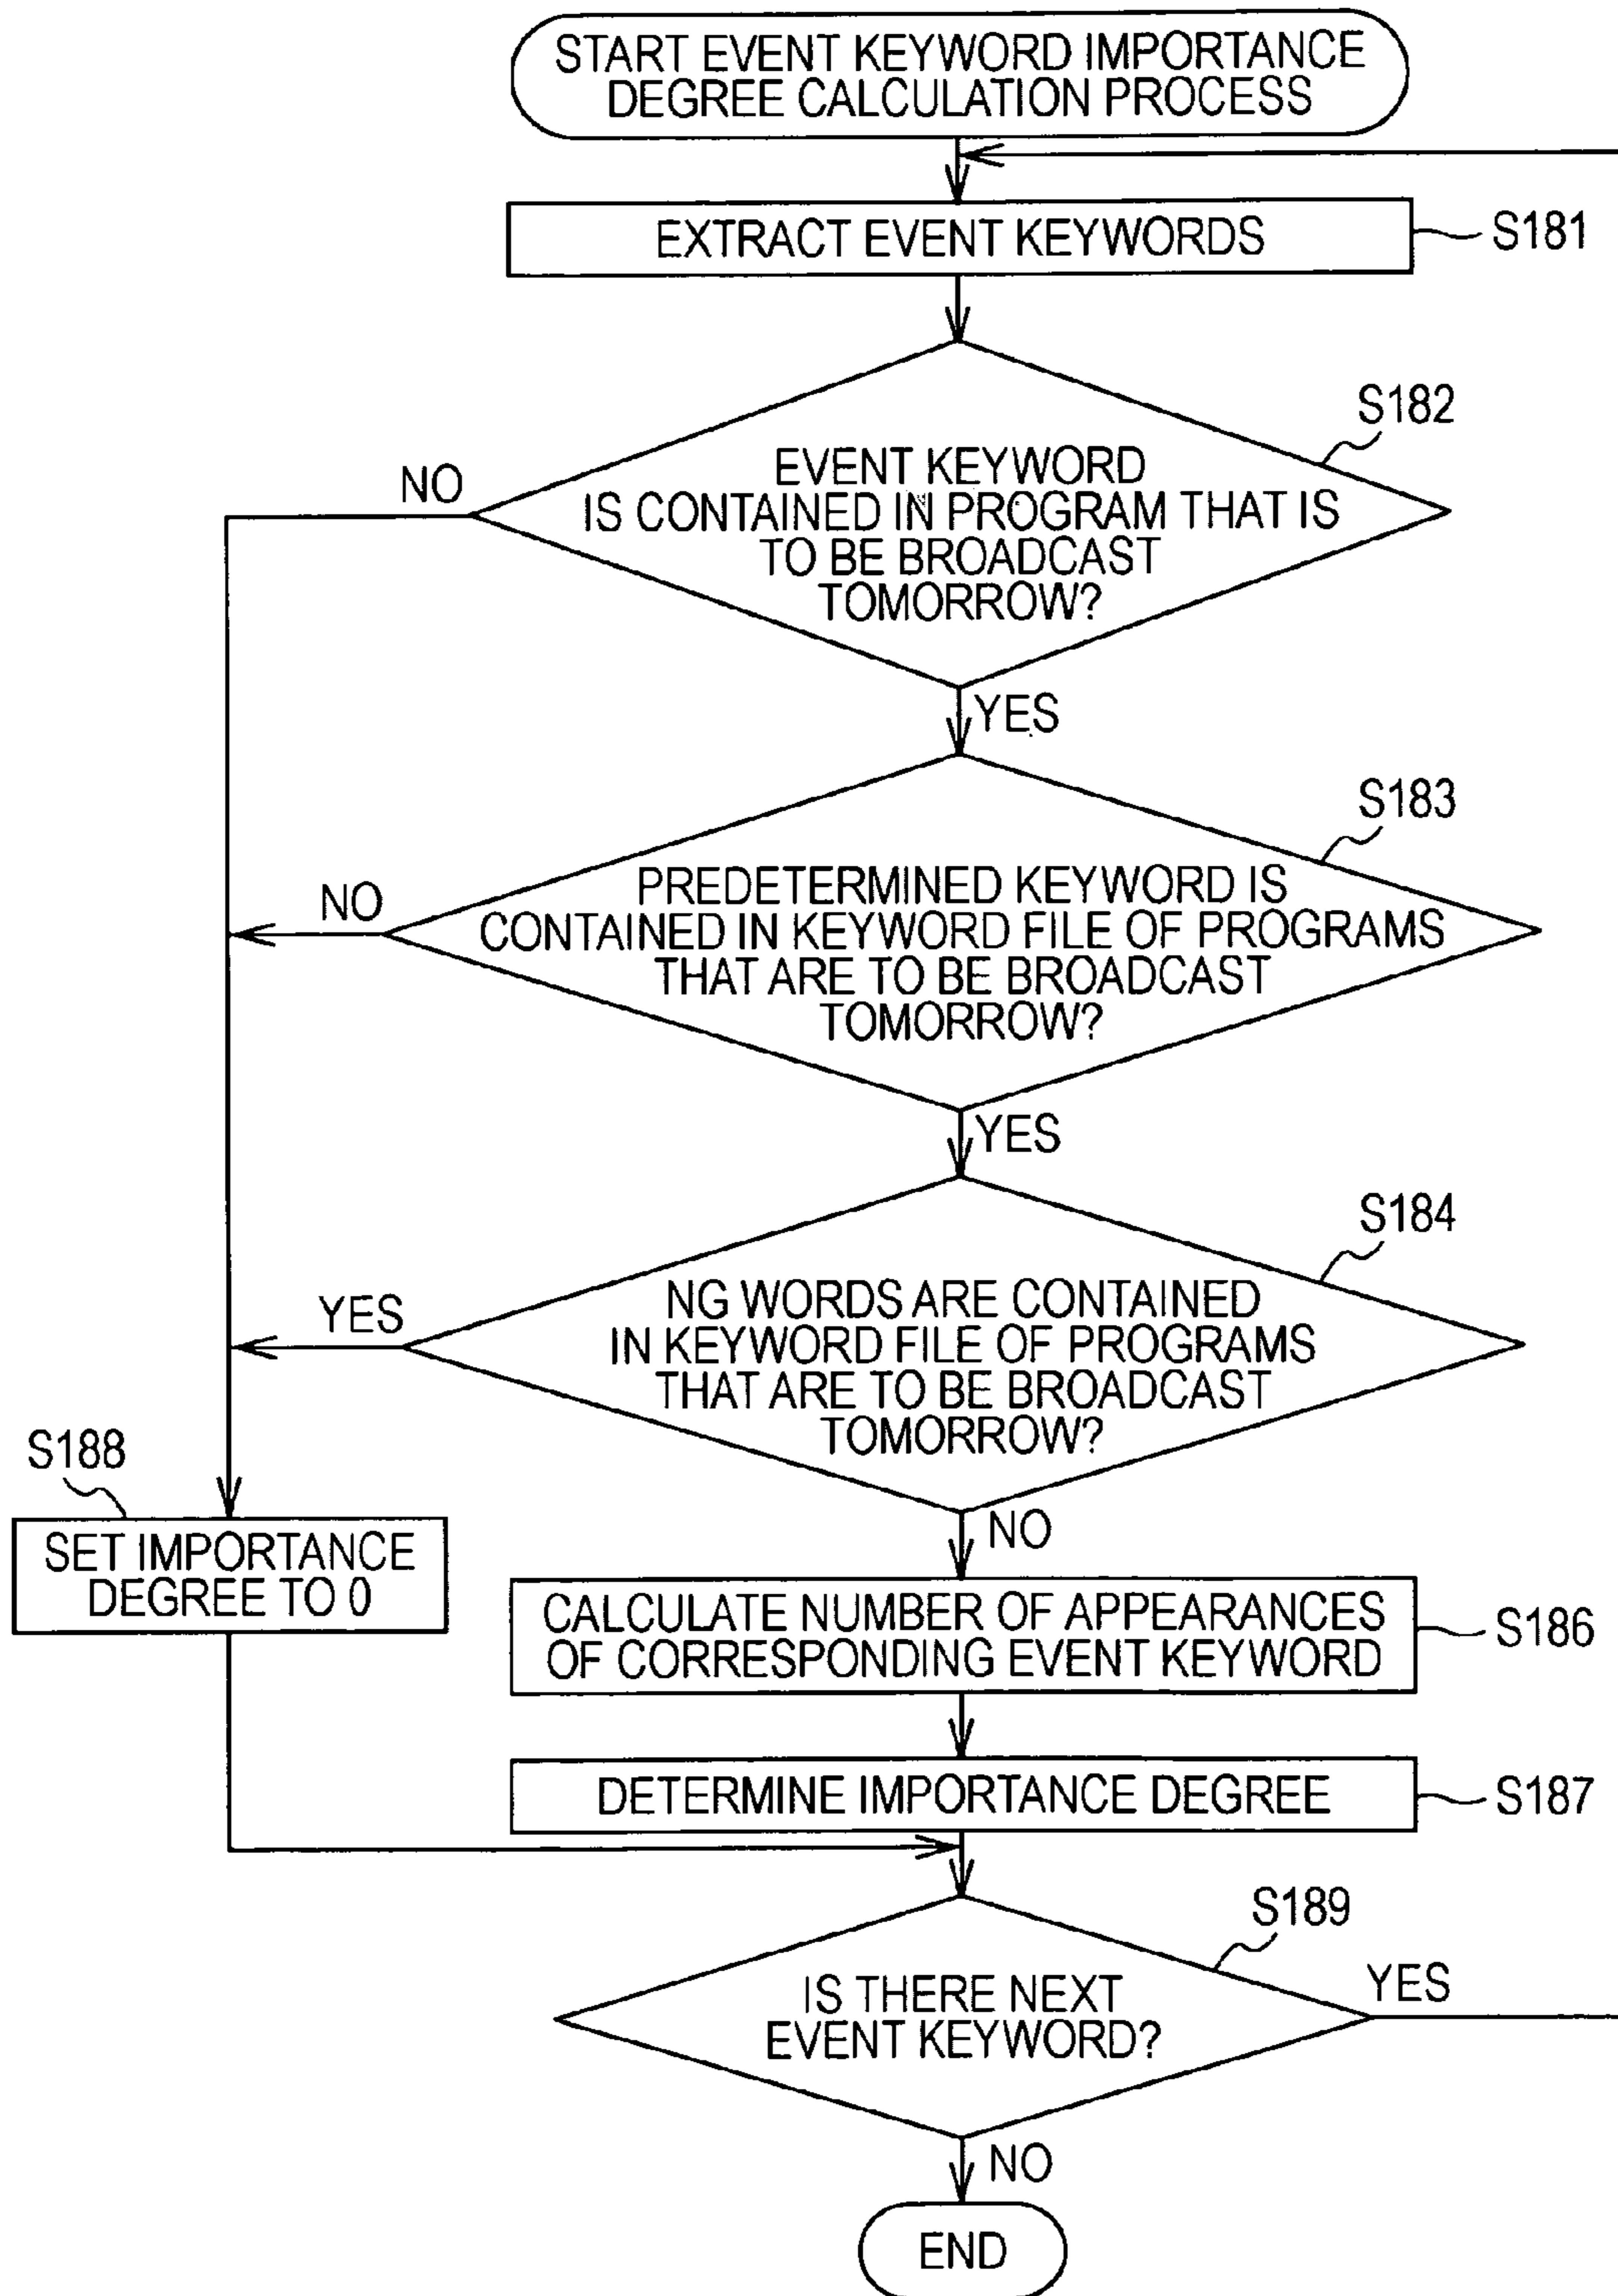 START EVENT KEYWORD IMPORTANCE
DEGREE CALCULATION PROCESS
EXTRACT EVENT KEYWORDS
S181
S182
NO
EVENT KEYWORD
IS CONTAINED IN PROGRAM THAT IS
TO BE BROADCAST
TOMORROW?
YES
S183
NO
PREDETERMINED KEYWORD IS
CONTAINED IN KEYWORD FILE OF PROGRAMS
THAT ARE TO BE BROADCAST
TOMORROW?
YES
S184
YES
NG WORDS ARE CONTAINED
IN KEYWORD FILE OF PROGRAMS
THAT ARE TO BE BROADCAST
TOMORROW?
S188
NO
SET IMPORTANCE
DEGREE TO 0
CALCULATE NUMBER OF APPEARANCES
OF CORRESPONDING EVENT KEYWORD
S186
DETERMINE IMPORTANCE DEGREE
S187
S189
IS THERE NEXT
EVENT KEYWORD?
YES
NO
END